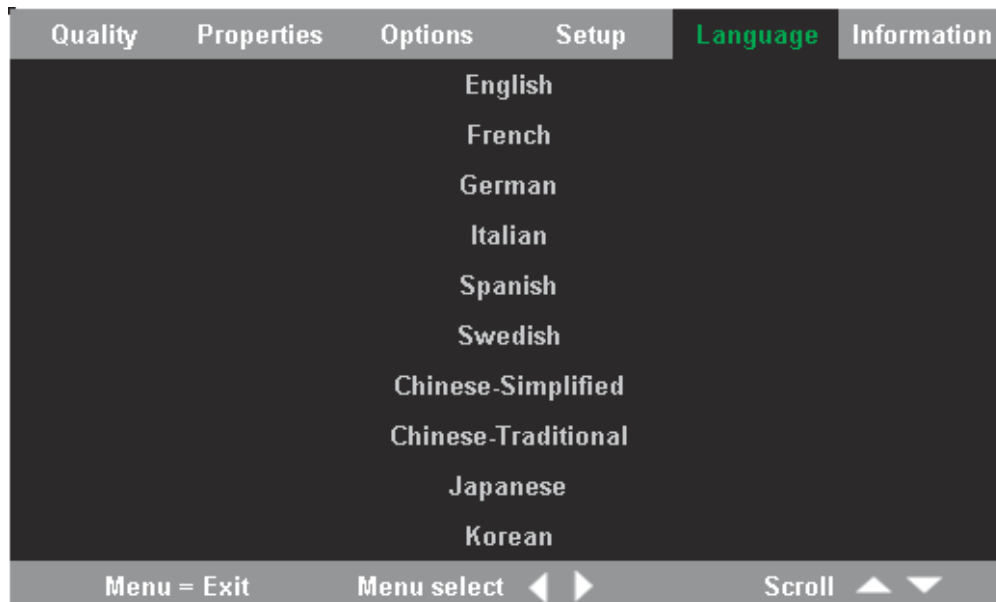 Quality Properties Options Setup Language Information
English
French
German
Italian
Spanish
Swedish
Chinese-Simplified
Chinese-Traditional
Japanese
Korean
Menu = Exit Menu select Scroll